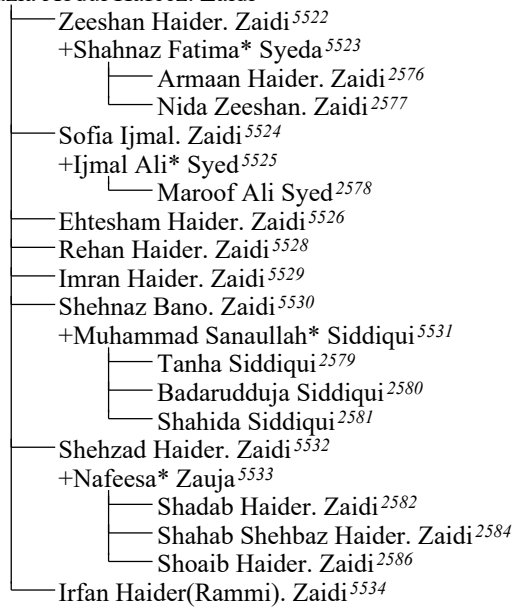 Zeeshan Haider. Zaidi 5522
+Shahnaz Fatima* Syeda 5523
Armaan Haider. Zaidi 2576
Nida Zeeshan. Zaidi 2577
Sofia Ijmal. Zaidi 5524
+Ijmal Ali* Syed 5525
Maroof Ali Syed 2578
Ehtesham Haider. Zaidi 5526
Rehan Haider. Zaidi 5528
Imran Haider. Zaidi 5529
Shehnaz Bano. Zaidi 5530
+Muhammad Sanaullah* Siddiqui 5531
Tanha Siddiqui 2579
Badarudduja Siddiqui 2580
Shahida Siddiqui 2581
Shehzad Haider. Zaidi 5532
+Nafeesa* Zauja 5533
Shadab Haider. Zaidi 2582
Shahab Shehbaz Haider. Zaidi 2584
Shoaib Haider. Zaidi 2586
Irfan Haider(Rammi). Zaidi 5534